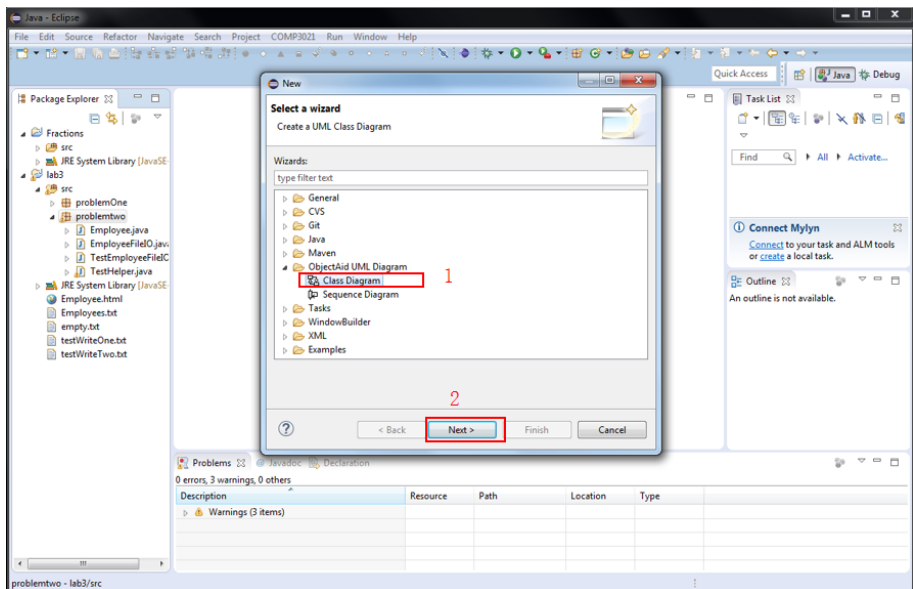 Java - Eclipse
File Edit Source Refactor Navigate Search Project COMP3021 Run Window Help
Quick Access
Java
Debug
Package Explorer
Fractions
src
JRE System Library [JavaSE-
lab3
src
problemOne
problemtwo
Employee.java
EmployeeFileIO.java
TestEmployeeFileIO
TestHelper.java
JRE System Library [JavaSE-
Employee.html
Employees.txt
empty.txt
testWriteOne.txt
testWriteTwo.txt
New
Select a wizard
Create a UML Class Diagram
Wizards:
type filter text
General
CVS
Git
Java
Maven
ObjectAid UML Diagram
Class Diagram
1
Sequence Diagram
Tasks
WindowBuilder
XML
Examples
2
< Back
Next >
Finish
Cancel
Task List
Find
All
Activate...
Connect Mylyn
Connect to your task and ALM tools
or create a local task.
Outline
An outline is not available.
Problems
Javadoc
Declaration
0 errors, 3 warnings, 0 others
Description Resource Path Location Type
Warnings (3 items)
problemtwo - lab3/src